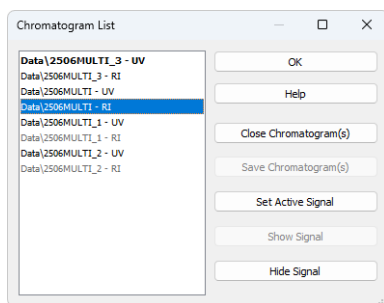 Chromatogram List
Data\2506MULTI_3 - UV
Data\2506MULTI_3 - RI
Data\2506MULTI - UV
Data\2506MULTI - RI
Data\2506MULTI_1 - UV
Data\2506MULTI_1 - RI
Data\2506MULTI_2 - UV
Data\2506MULTI_2 - RI
OK
Help
Close Chromatogram(s)
Save Chromatogram(s)
Set Active Signal
Show Signal
Hide Signal